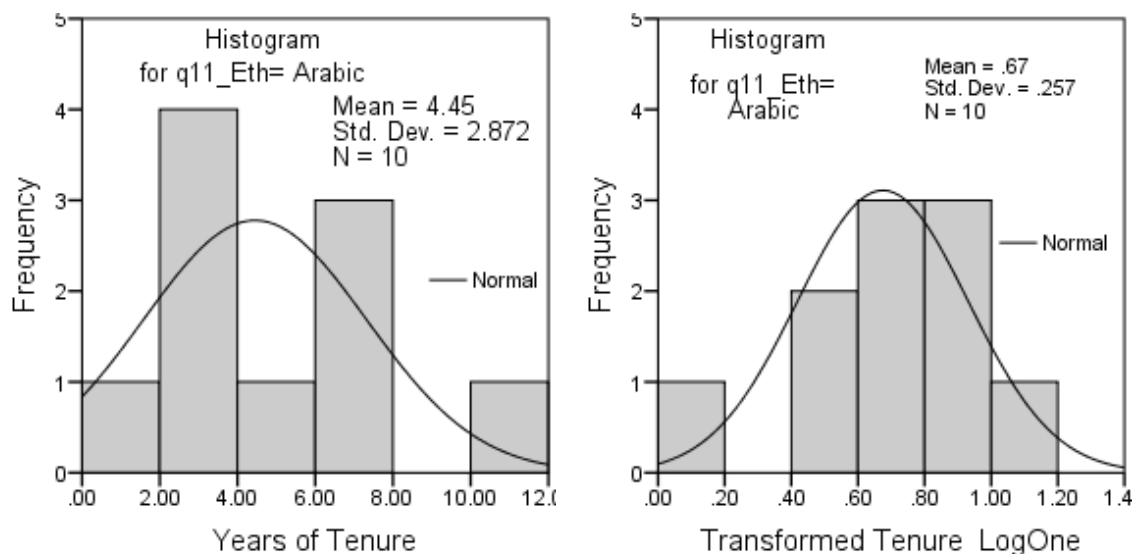 Histogram
for q11_Eth= Arabic
Mean = 4.45
Std. Dev. = 2.872
N = 10
Normal
Frequency
5
4
3
2
1
0
.00 2.00 4.00 6.00 8.00 10.00 12.0
Years of Tenure
Histogram
for q11_Eth=
Arabic
Mean = .67
Std. Dev. = .257
N = 10
Normal
Frequency
5
4
3
2
1
0
.00 .20 .40 .60 .80 1.00 1.20 1.4
Transformed Tenure LogOne